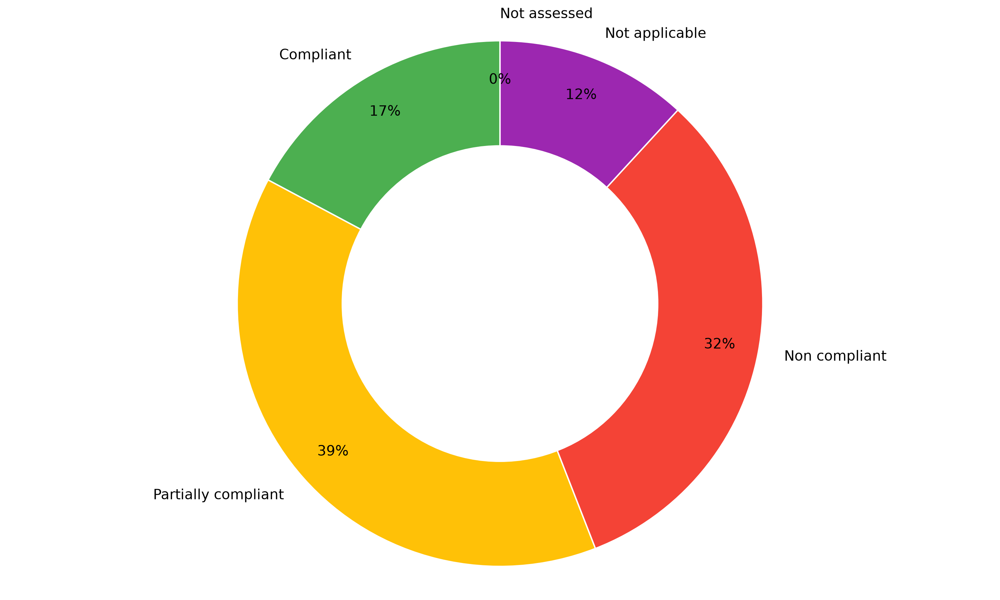 Not assessed
Not applicable
Compliant
0%
12%
17%
32%
Non compliant
39%
Partially compliant